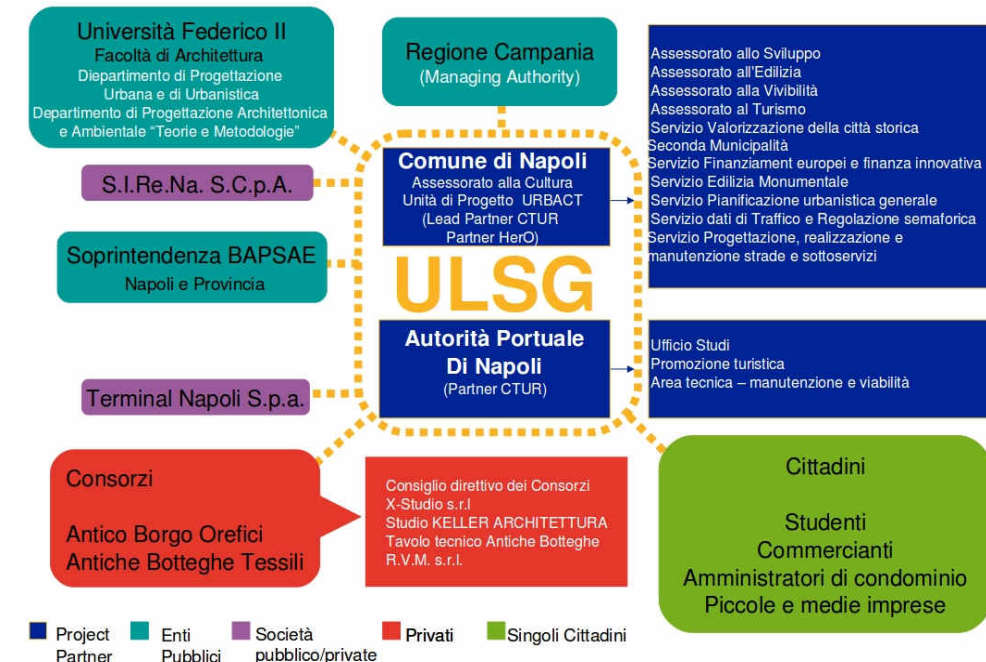 Università Federico II
Facoltà di Architettura
Diepartimento di Progettazione
Urbana e di Urbanistica
Departimento di Progettazione Architettonica
e Ambientale “Teorie e Metodologie”
Regione Campania
(Managing Authority)
Assessorato allo Sviluppo
Assessorato all'Edilizia
Assessorato alla Vivibilità
Assessorato al Turismo
Servizio Valorizzazione della città storica
Seconda Municipalità
Servizio Finanziament europei e finanza innovativa
Servizio Edilizia Monumentale
Servizio Pianificazione urbanistica generale
Servizio dati di Traffico e Regolazione semaforica
Servizio Progettazione, realizzazione e
manutenzione strade e sottoservizi
S.I.Re.Na. S.C.p.A.
Comune di Napoli
Assessorato alla Cultura
Unità di Progetto URBACT
(Lead Partner CTUR
Partner HerO)
Soprintendenza BAPSAE
Napoli e Provincia
ULSG
Autorità Portuale
Di Napoli
(Partner CTUR)
Ufficio Studi
Promozione turistica
Area tecnica – manutenzione e viabilità
Terminal Napoli S.p.a.
Consorzi
Antico Borgo Orefici
Antiche Botteghe Tessili
Consiglio direttivo dei Consorzi
X-Studio s.r.l
Studio KELLER ARCHITETTURA
Tavolo tecnico Antiche Botteghe
R.V.M. s.r.l.
Cittadini
Studenti
Commercianti
Amministratori di condominio
Piccole e medie imprese
Project
Partner
Enti
Pubblici
Società
pubblico/private
Privati
Singoli Cittadini